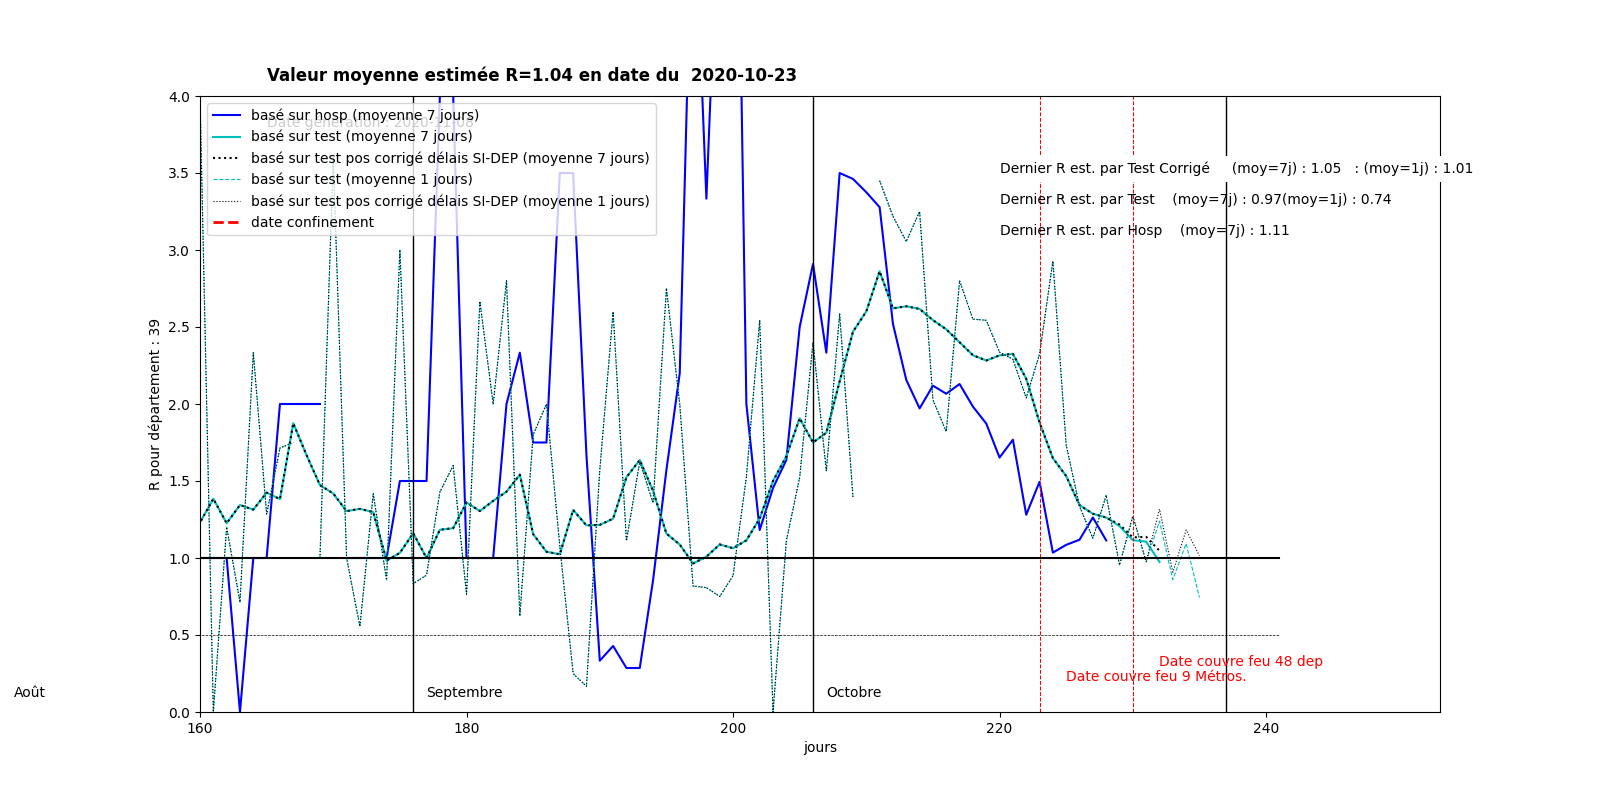 Valeur moyenne estimée R=1.04 en date du  2020-10-23
4.0
3.5
3.0
2.5
2.0
1.5
1.0
0.5
0.0
R pour département : 39
basé sur hosp (moyenne 7 jours)
basé sur test (moyenne 7 jours)
basé sur test pos corrigé délais SI-DEP (moyenne 7 jours)
basé sur test (moyenne 1 jours)
basé sur test pos corrigé délais SI-DEP (moyenne 1 jours)
date confinement
Dernier R est. par Test Corrigé     (moy=7j) : 1.05   : (moy=1j) : 1.01
Dernier R est. par Test    (moy=7j) : 0.97(moy=1j) : 0.74
Dernier R est. par Hosp    (moy=7j) : 1.11
Date couvre feu 48 dep
Date couvre feu 9 Métros.
Août
Septembre
Octobre
160
180
200
220
240
jours